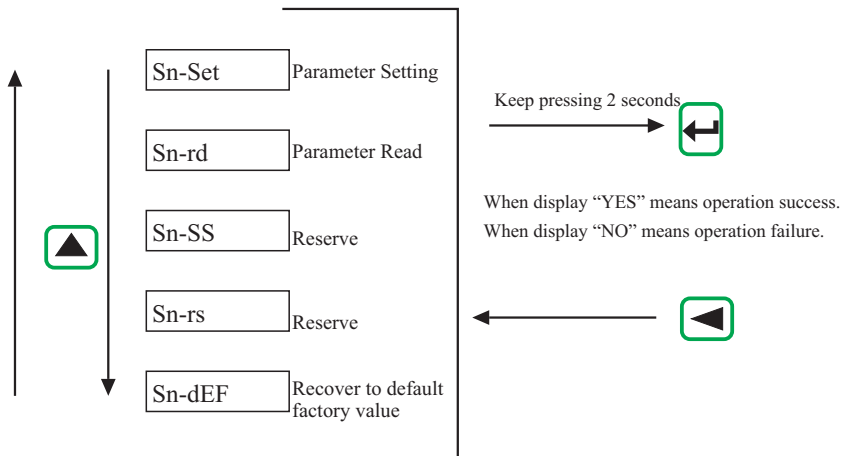 Sn-Set
Parameter Setting
Keep pressing 2 seconds
Sn-rd
Parameter Read
When display “YES” means operation success.
Sn-SS
Reserve
When display “NO” means operation failure.
Sn-rs
Reserve
Sn-dEF
Recover to default
factory value